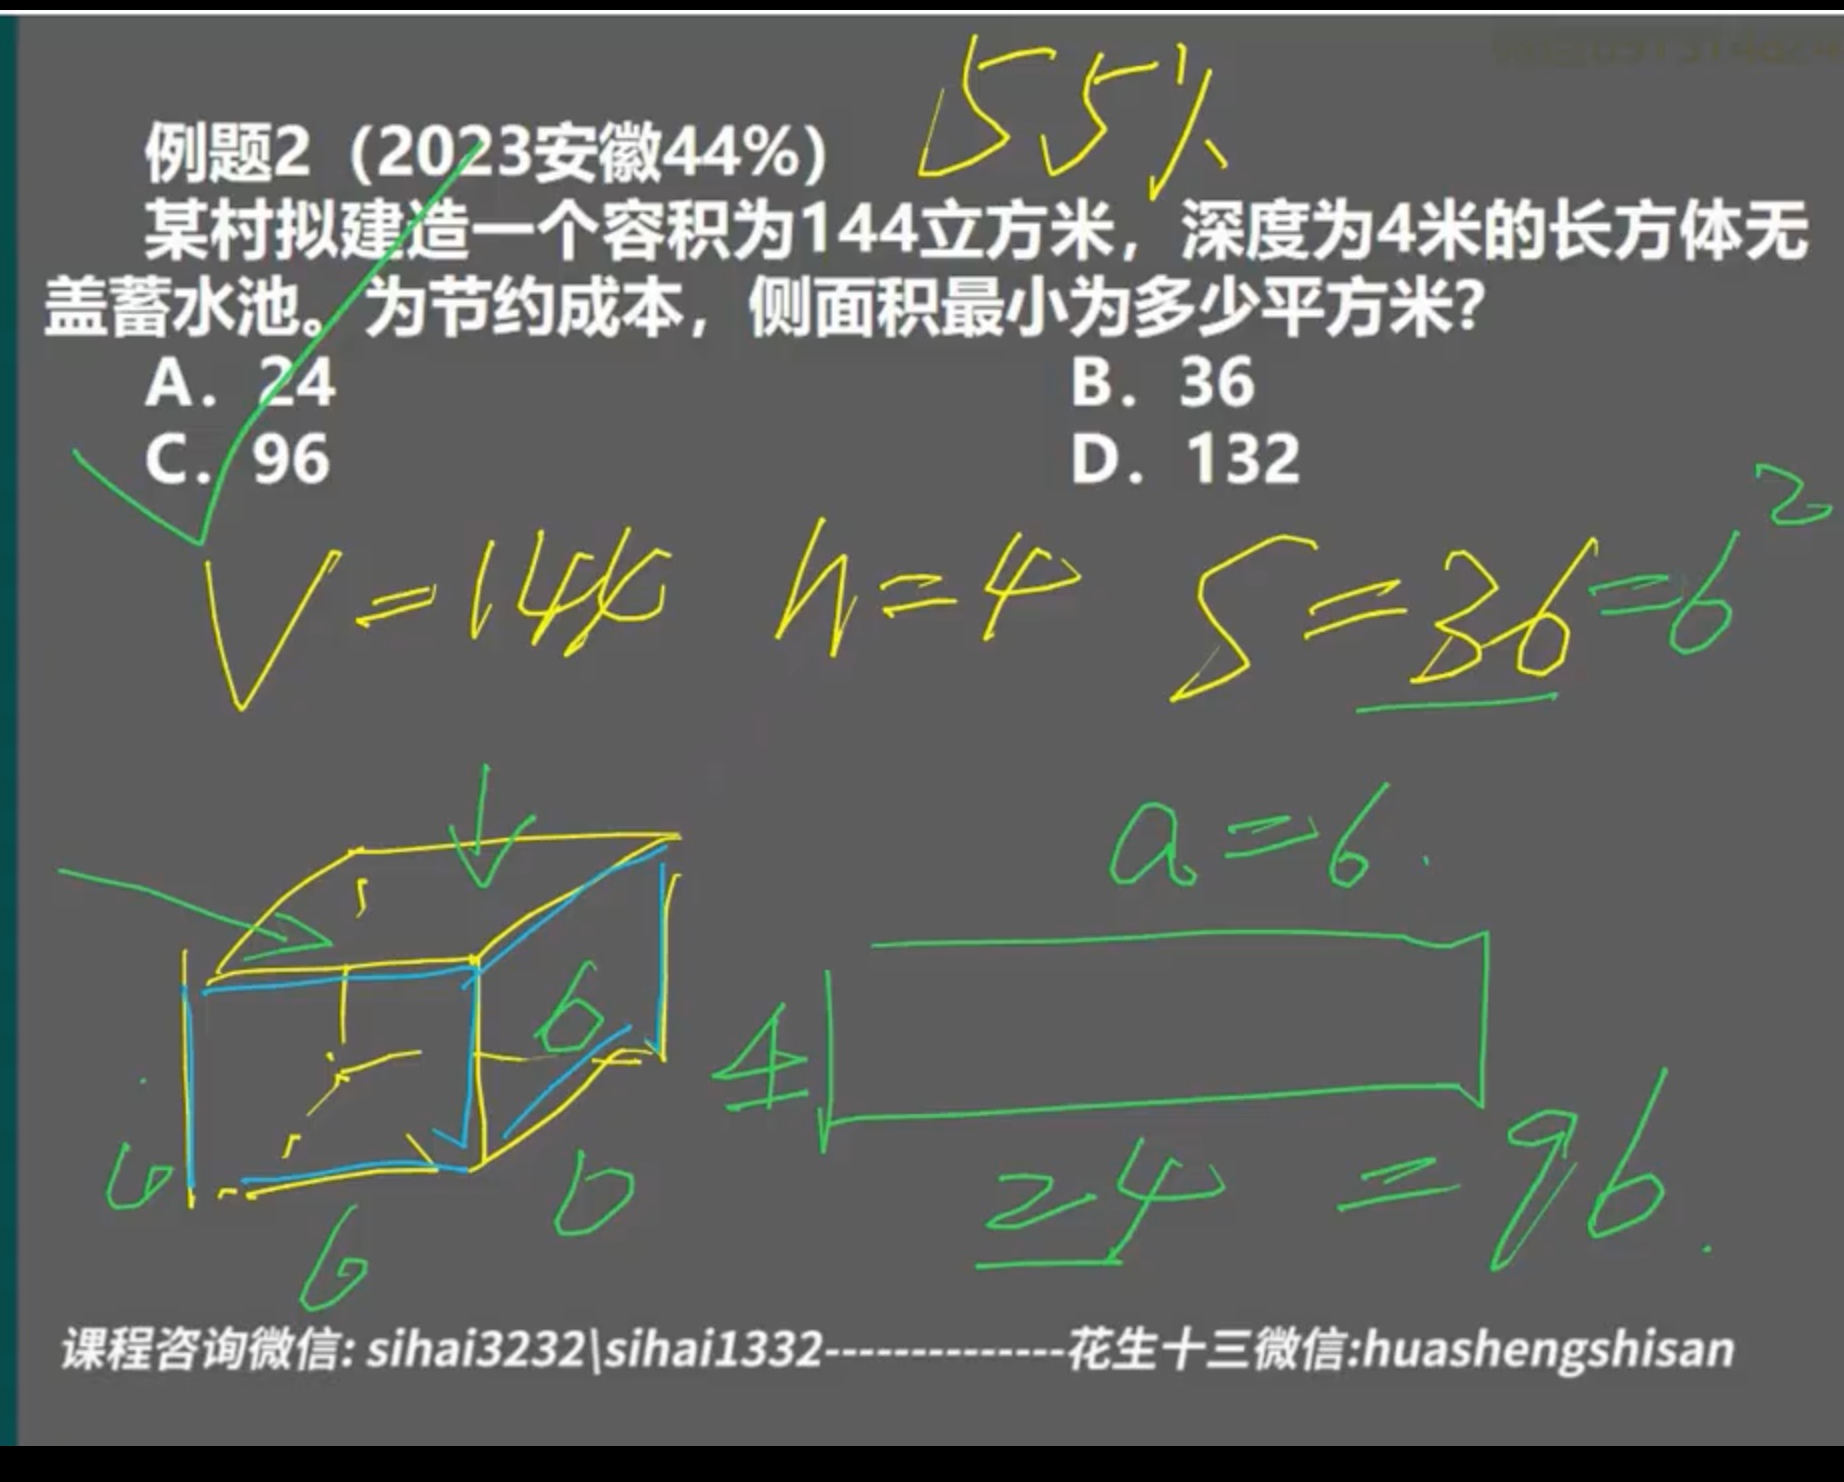 55%
例题2（2023安徽44%）
某村拟建造一个容积为144立方米，深度为4米的长方体无
盖蓄水池。为节约成本，侧面积最小为多少平方米？
A．24
B．36
C．96
D．132
V=144 h=4 S=36=6²
a=6
6
4
6
24=96
课程咨询微信: sihai3232\sihai1332--------------花生十三微信:huashengshisan